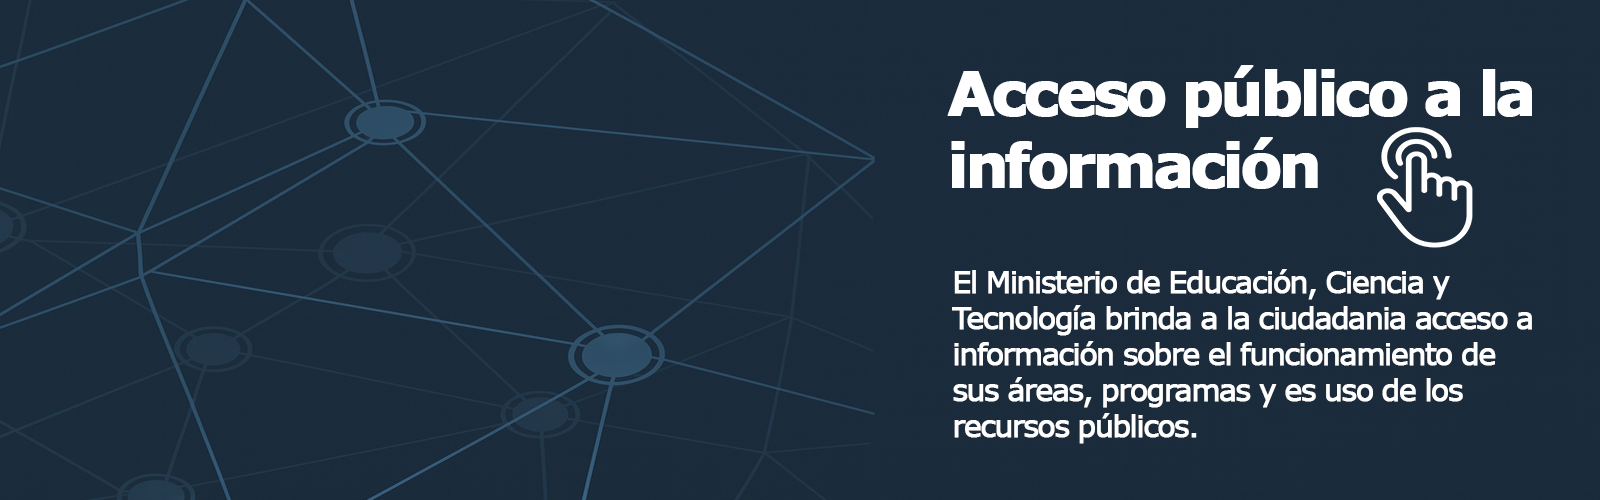 Acceso público a la
información
El Ministerio de Educación, Ciencia y
Tecnología brinda a la ciudadania acceso a
información sobre el funcionamiento de
sus áreas, programas y es uso de los
recursos públicos.